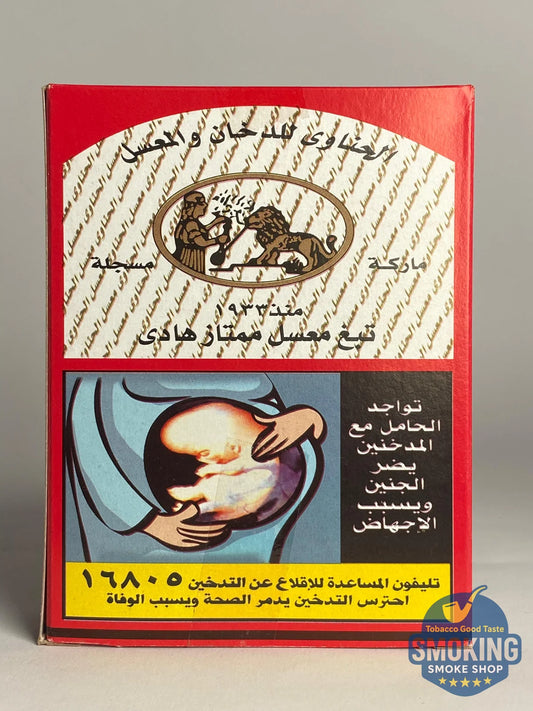 الحناوى للدخان والمعسل
ماركة مسجلة
منذ ١٩٣٣
تبغ معسل ممتاز هادى
تواجد
الحامل مع
المدخنين
يضر
الجنين
ويسبب
الإجهاض
تليفون المساعدة للإقلاع عن التدخين ١٦٨٠٥
احترس التدخين يدمر الصحة ويسبب الوفاة
Tobacco Good Taste
SMOKING
SMOKE SHOP